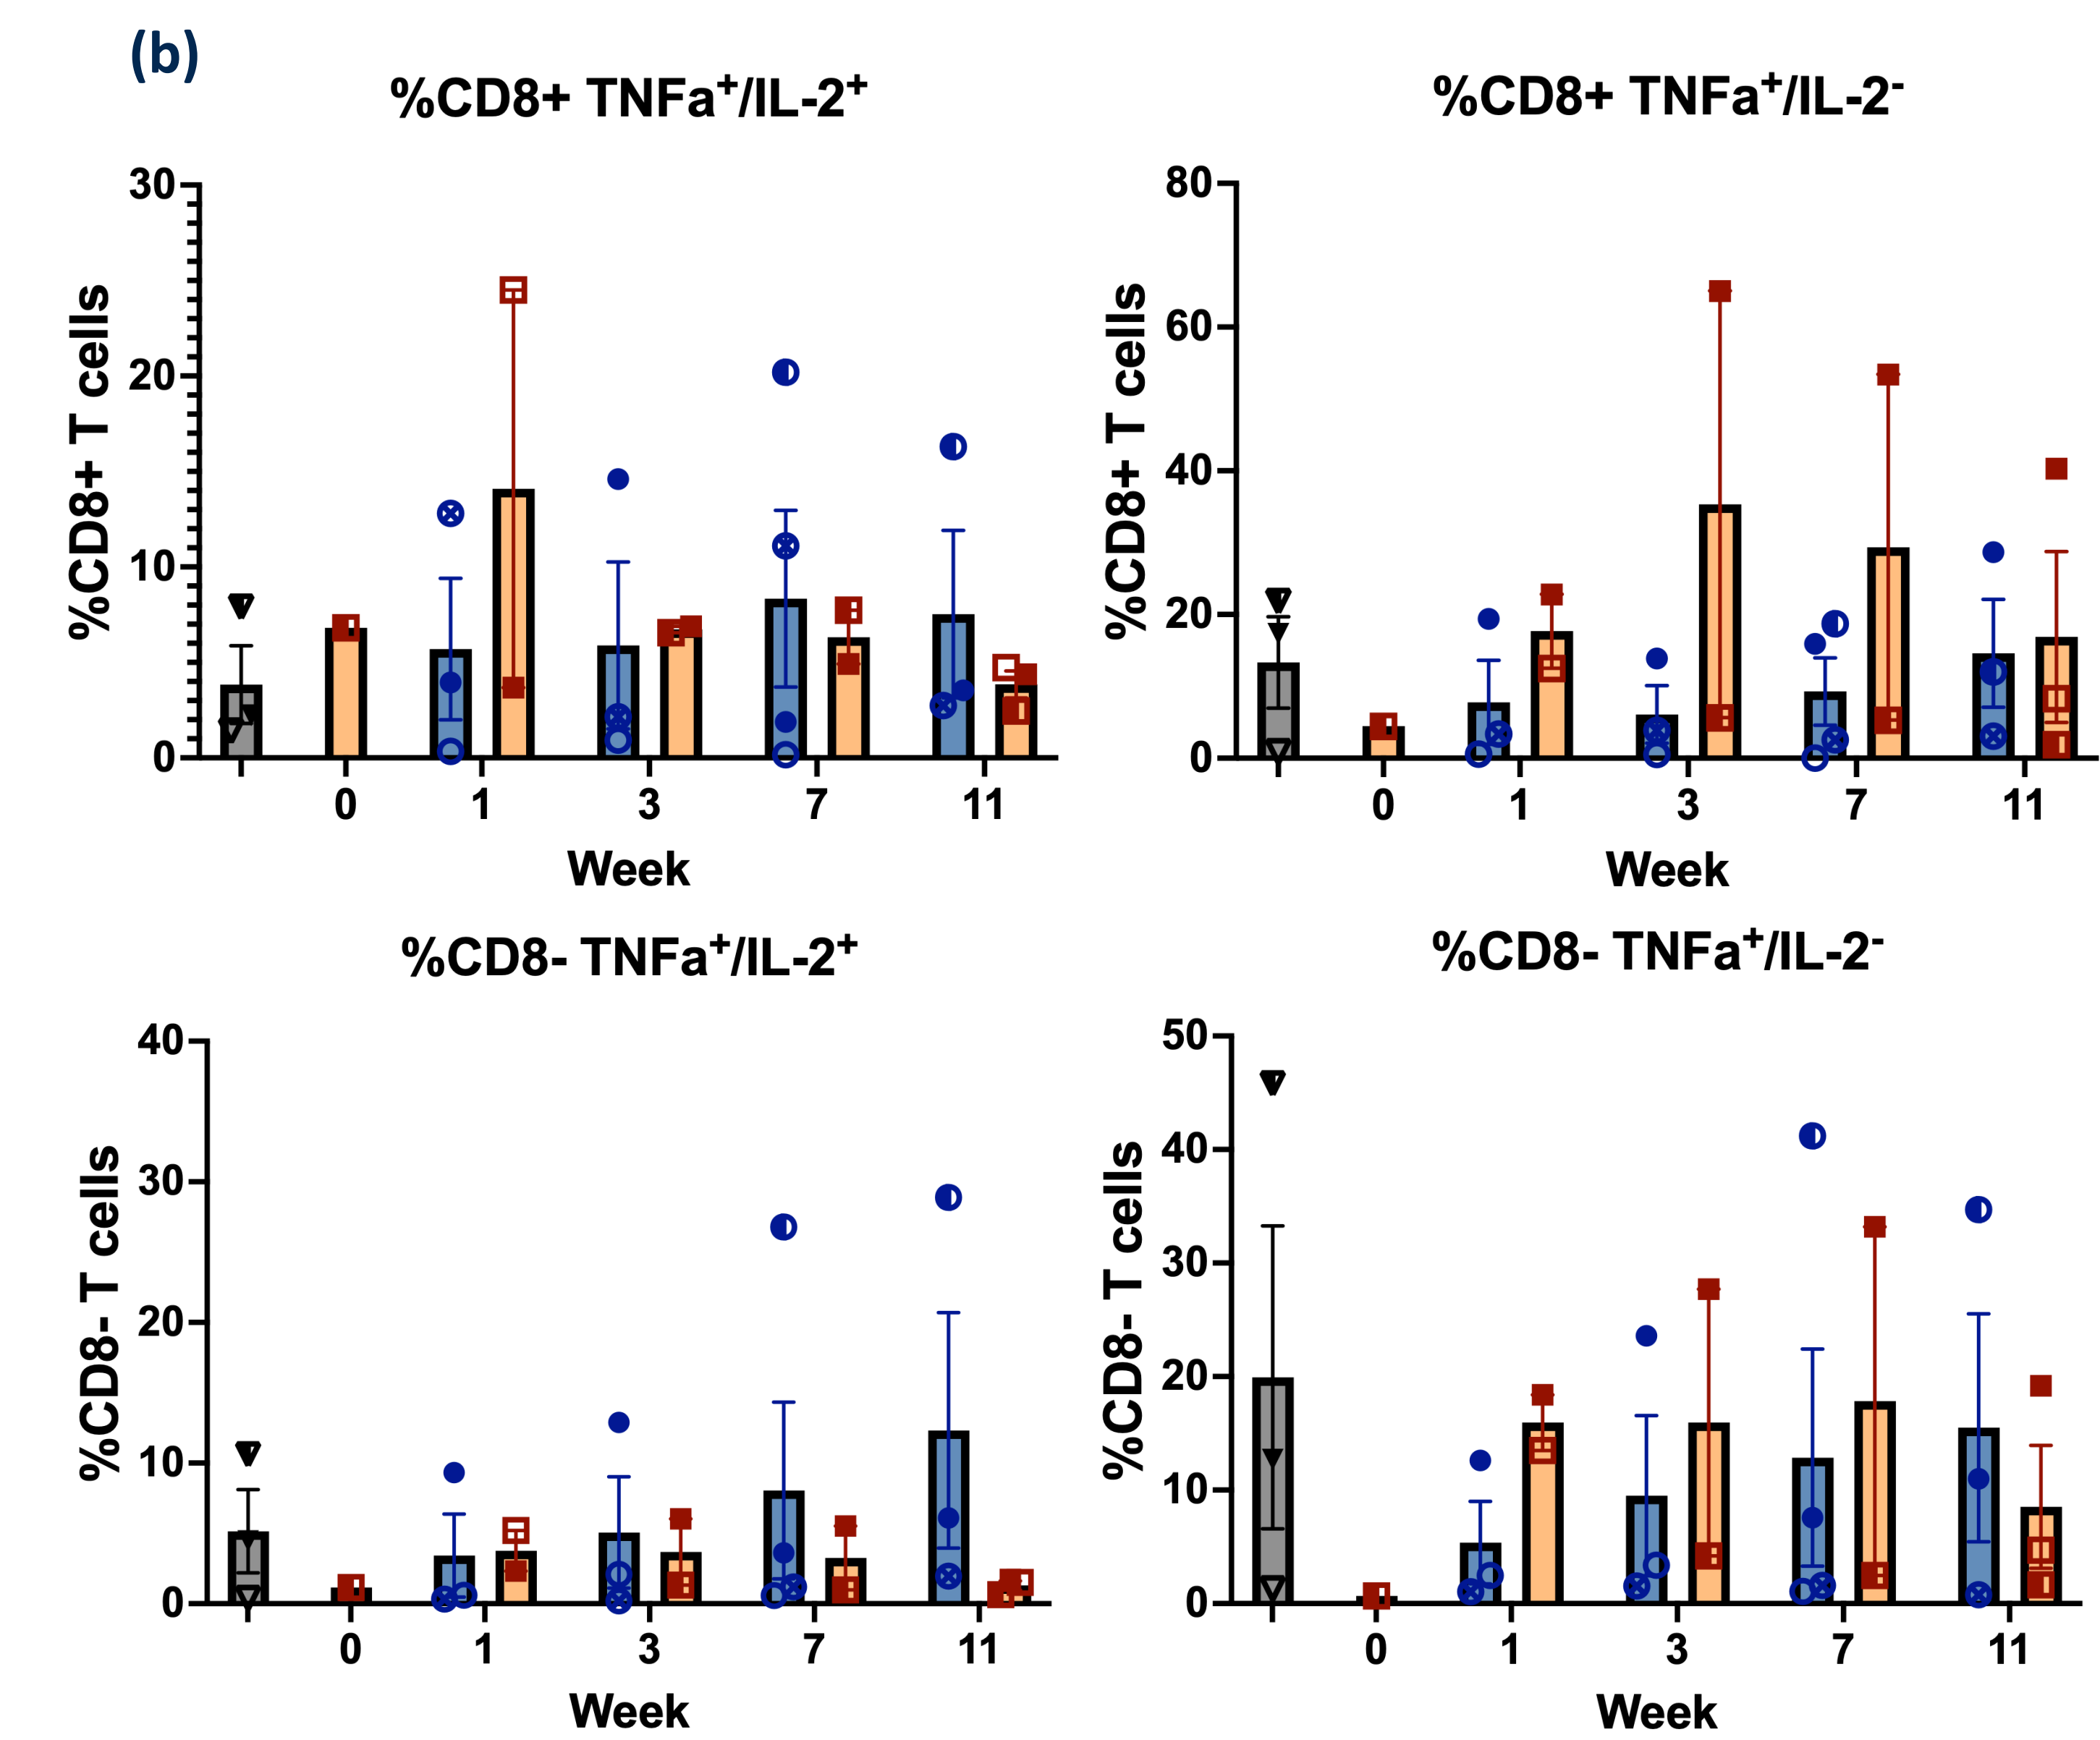 (b)
%CD8+ TNFa⁺/IL-2⁺
%CD8+ T cells
30
20
10
0
0 1 3 7 11
Week
%CD8+ TNFa⁺/IL-2⁻
%CD8+ T cells
80
60
40
20
0
0 1 3 7 11
Week
%CD8- TNFa⁺/IL-2⁺
%CD8- T cells
40
30
20
10
0
0 1 3 7 11
Week
%CD8- TNFa⁺/IL-2⁻
%CD8- T cells
50
40
30
20
10
0
0 1 3 7 11
Week